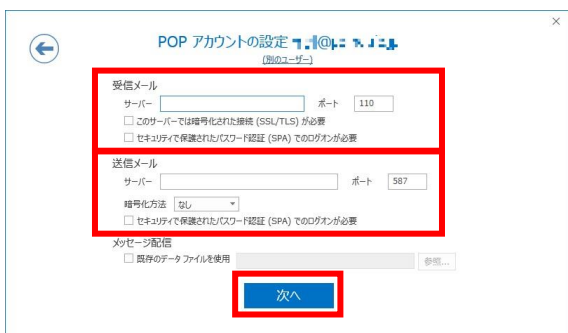 POP アカウントの設定
(別のユーザー)
受信メール
サーバー ポート 110
このサーバーでは暗号化された接続 (SSL/TLS) が必要
セキュリティで保護されたパスワード認証 (SPA) でのログオンが必要
送信メール
サーバー ポート 587
暗号化方法 なし
セキュリティで保護されたパスワード認証 (SPA) でのログオンが必要
メッセージ配信
既存のデータ ファイルを使用 参照...
次へ